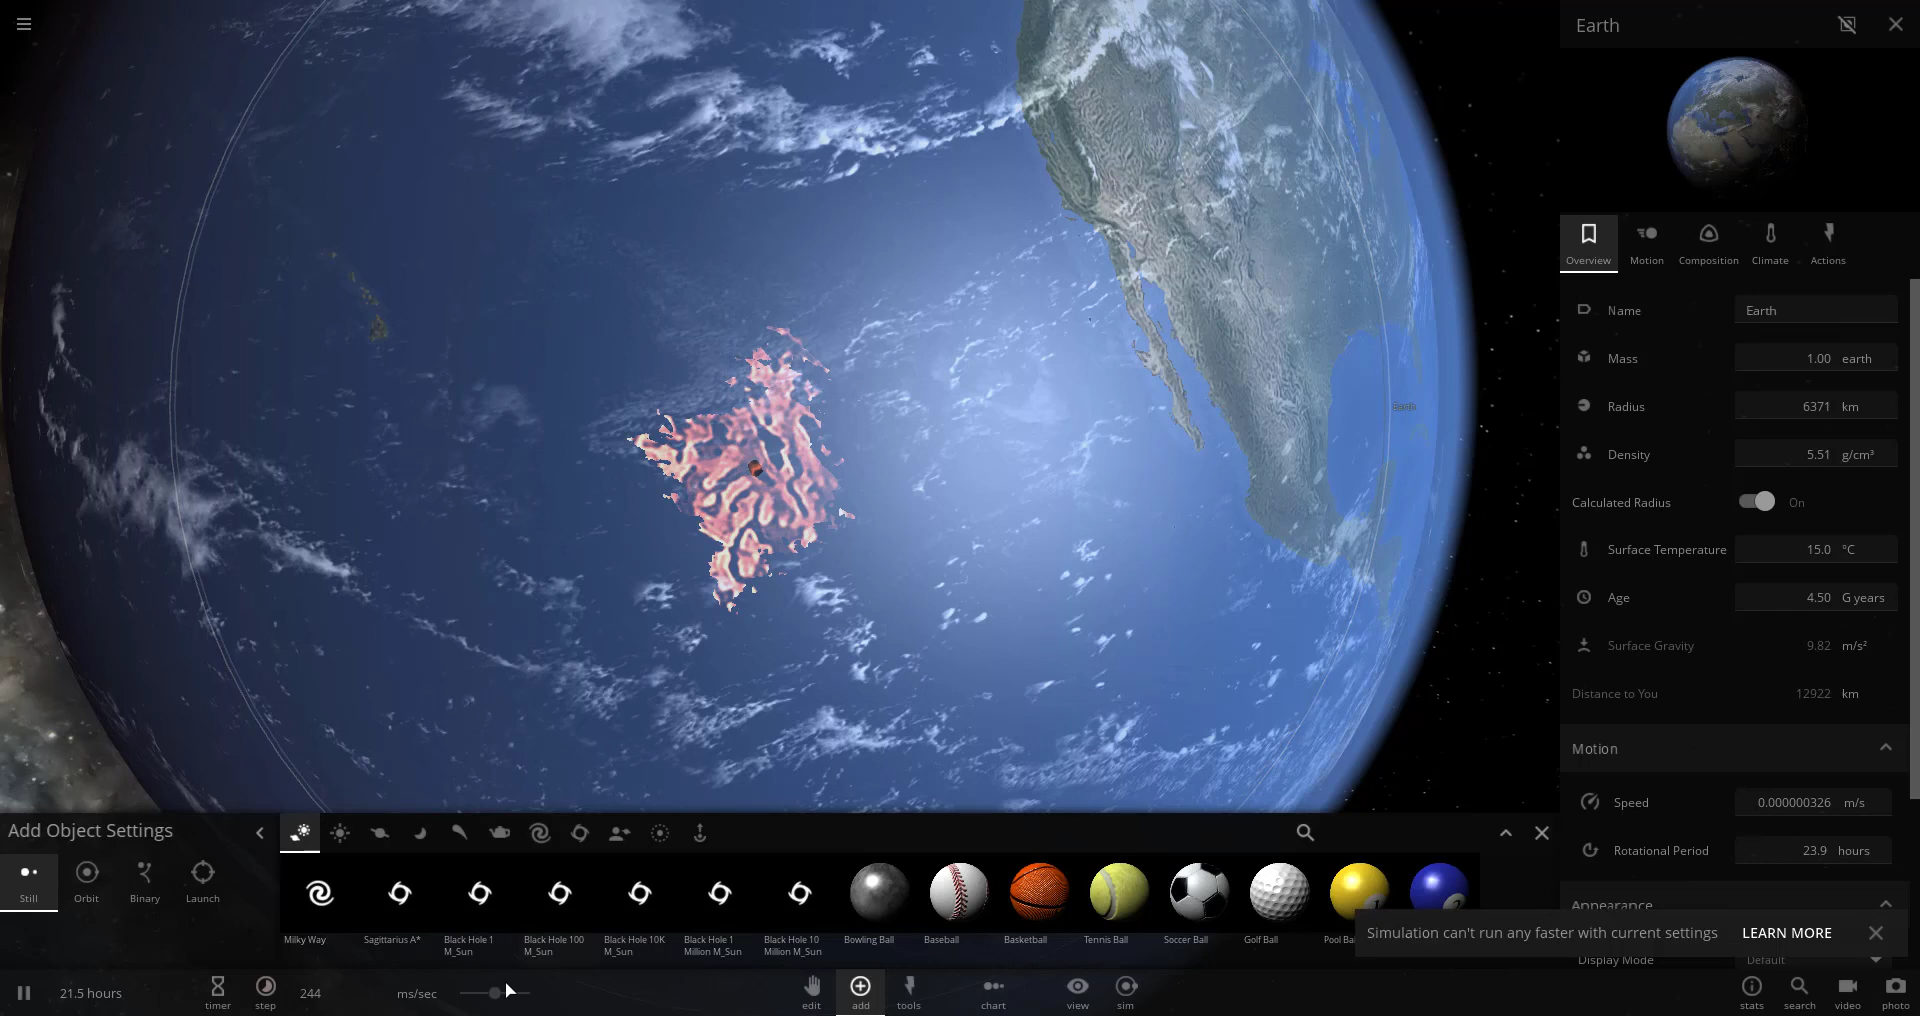 Earth
Overview
Motion
Composition
Climate
Actions
Name Earth
Mass 1.00 earth
Radius 6371 km
Density 5.51 g/cm³
Calculated Radius On
Surface Temperature 15.0 °C
Age 4.50 G years
Surface Gravity 9.82 m/s²
Distance to You 12922 km
Motion
Speed 0.000000326 m/s
Rotational Period 23.9 hours
Appearance
Display Mode Default
Earth
Add Object Settings
Still
Orbit
Binary
Launch
Milky Way
Sagittarius A*
Black Hole 1
M_Sun
Black Hole 100
M_Sun
Black Hole 10K
M_Sun
Black Hole 1
Million M_Sun
Black Hole 10
Million M_Sun
Bowling Ball
Baseball
Basketball
Tennis Ball
Soccer Ball
Golf Ball
Pool Bal
1
2
Simulation can't run any faster with current settings LEARN MORE
21.5 hours
timer
step
244 ms/sec
edit
add
tools
chart
view
sim
stats
search
video
photo